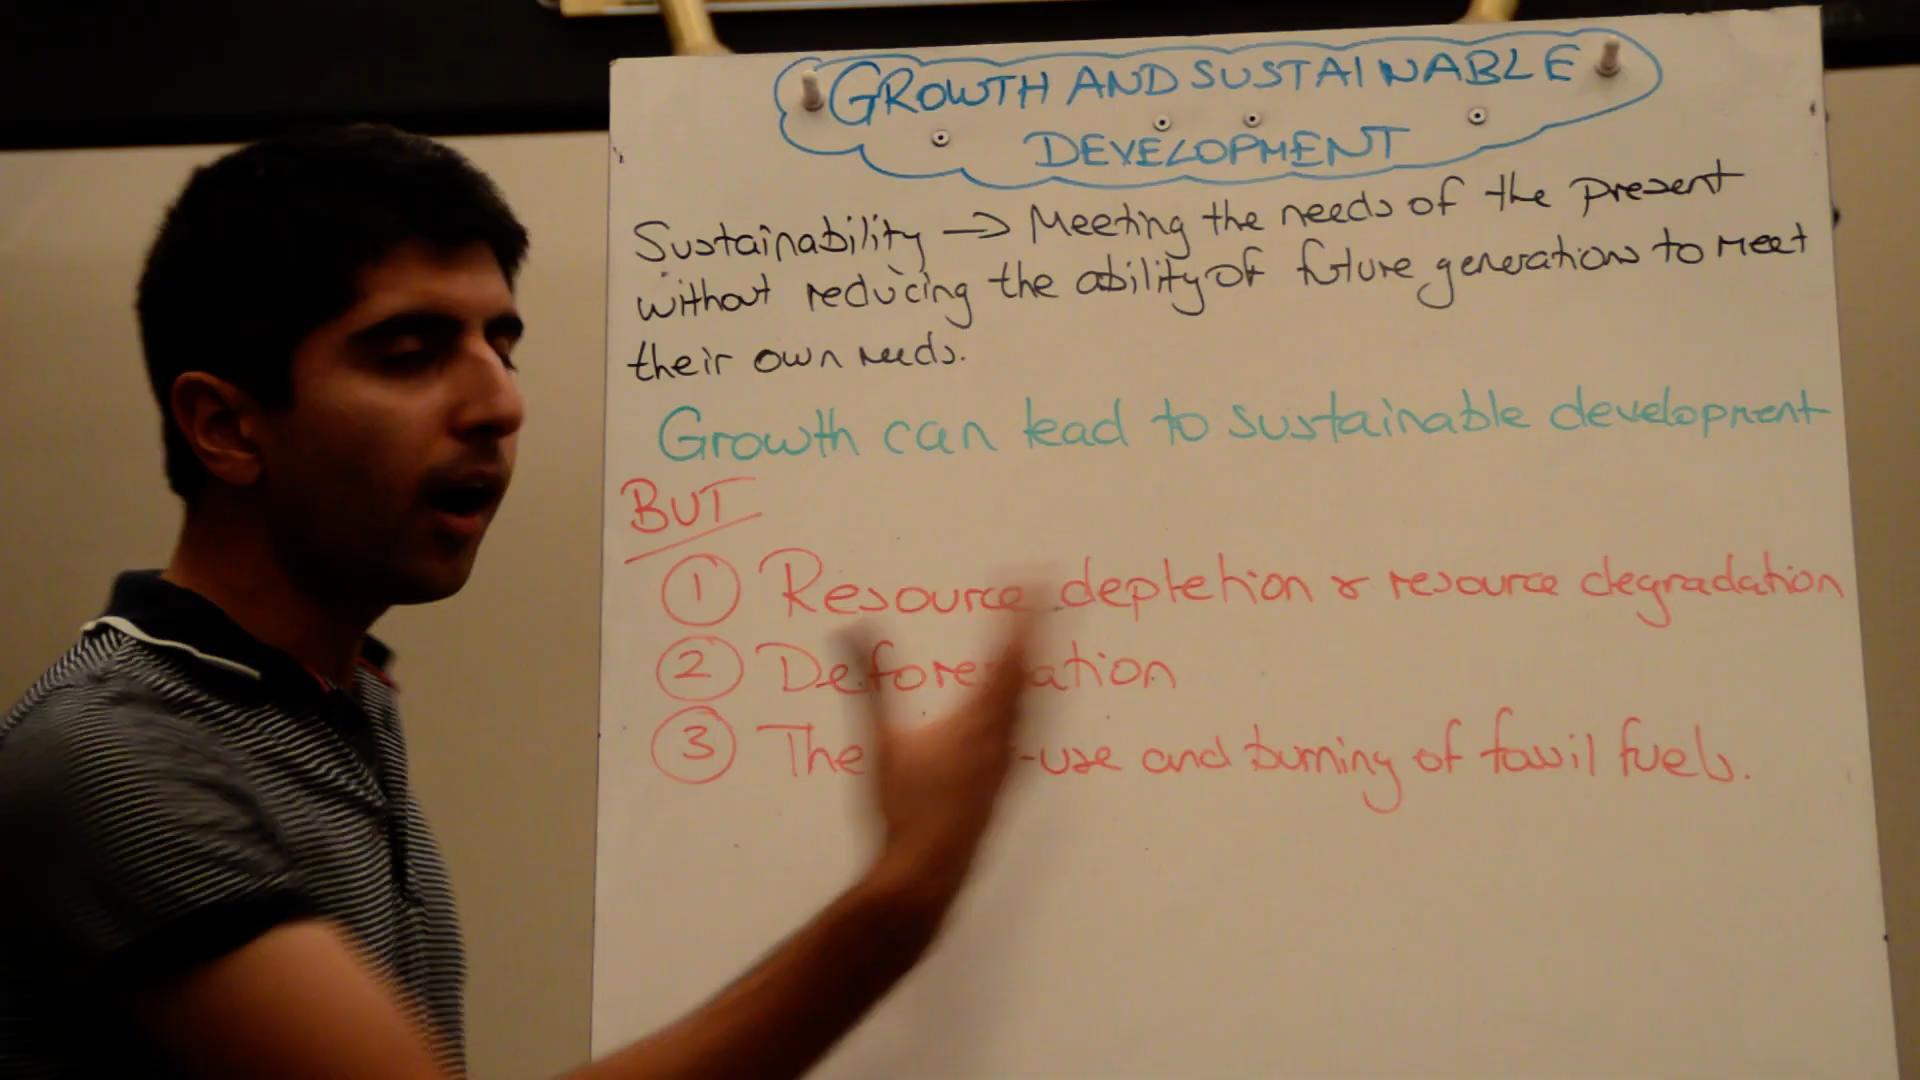 GROWTH AND SUSTAINABLE
DEVELOPMENT
Sustainability → Meeting the needs of the present
without reducing the ability of future generations to meet
their own needs.
Growth can lead to sustainable development
BUT
① Resource depletion & resource degradation
② Deforestation
③ The -use and burning of fossil fuels.